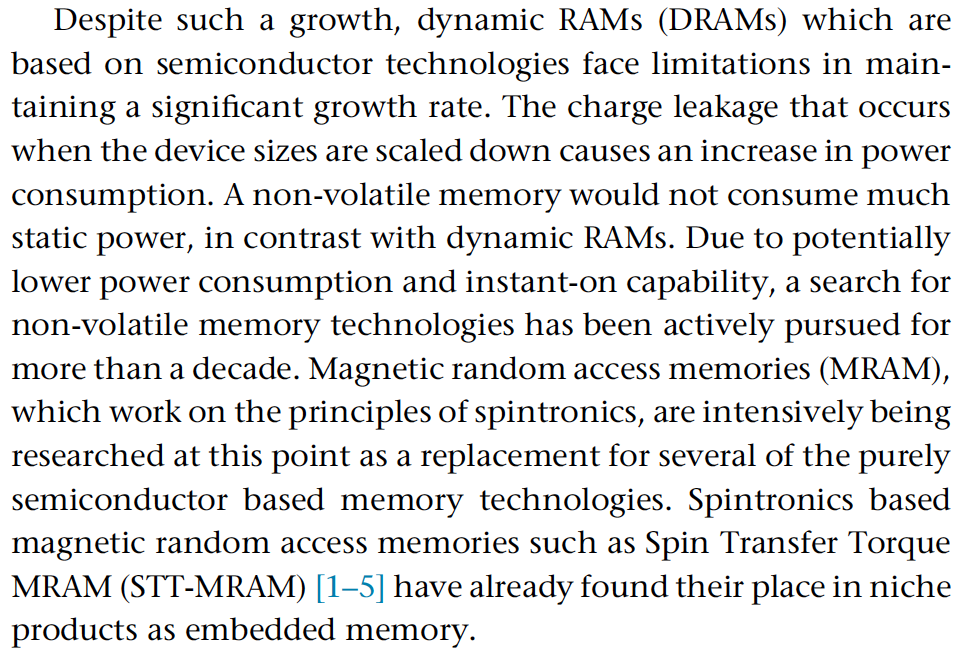 Despite such a growth, dynamic RAMs (DRAMs) which are
based on semiconductor technologies face limitations in main-
taining a significant growth rate. The charge leakage that occurs
when the device sizes are scaled down causes an increase in power
consumption. A non-volatile memory would not consume much
static power, in contrast with dynamic RAMs. Due to potentially
lower power consumption and instant-on capability, a search for
non-volatile memory technologies has been actively pursued for
more than a decade. Magnetic random access memories (MRAM),
which work on the principles of spintronics, are intensively being
researched at this point as a replacement for several of the purely
semiconductor based memory technologies. Spintronics based
magnetic random access memories such as Spin Transfer Torque
MRAM (STT-MRAM) [1–5] have already found their place in niche
products as embedded memory.